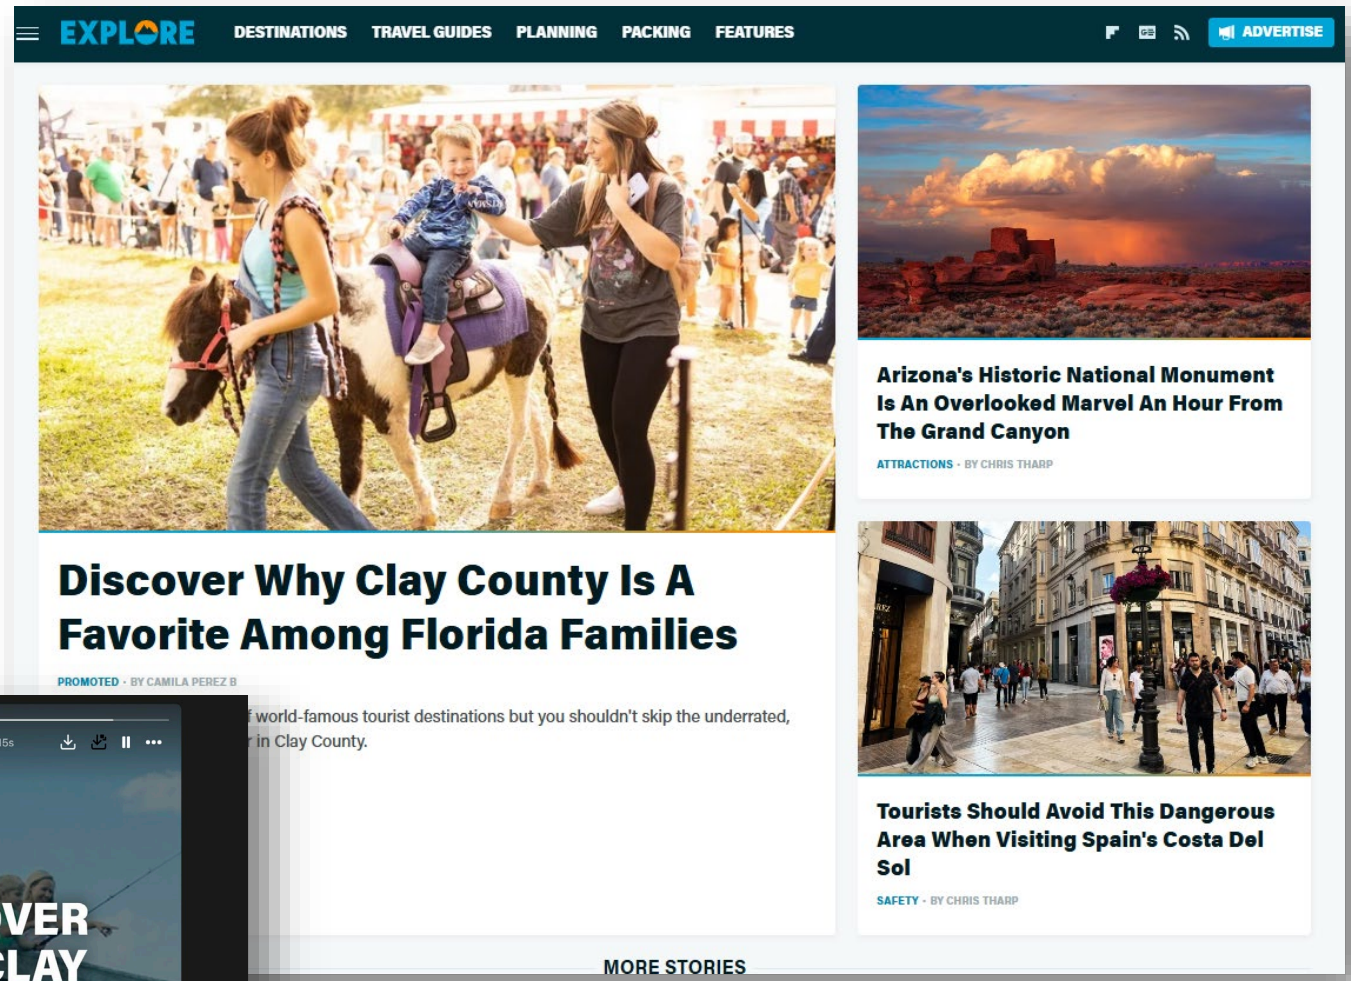 EXPLORE DESTINATIONS TRAVEL GUIDES PLANNING PACKING FEATURES ADVERTISE
Discover Why Clay County Is A
Favorite Among Florida Families
PROMOTED · BY CAMILA PEREZ B
world-famous tourist destinations but you shouldn't skip the underrated,
in Clay County.
Arizona's Historic National Monument
Is An Overlooked Marvel An Hour From
The Grand Canyon
ATTRACTIONS · BY CHRIS THARP
Tourists Should Avoid This Dangerous
Area When Visiting Spain's Costa Del
Sol
SAFETY · BY CHRIS THARP
MORE STORIES
OVER
CLAY